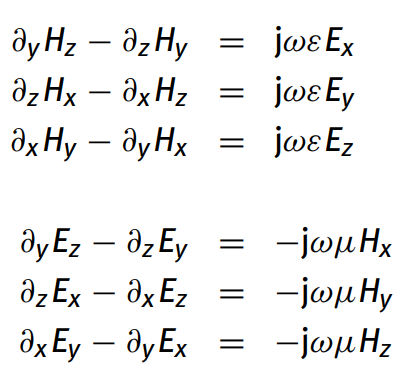 ∂yHz − ∂zHy = jωεEx
∂zHx − ∂xHz = jωεEy
∂xHy − ∂yHx = jωεEz
∂yEz − ∂zEy = −jωμHx
∂zEx − ∂xEz = −jωμHy
∂xEy − ∂yEx = −jωμHz